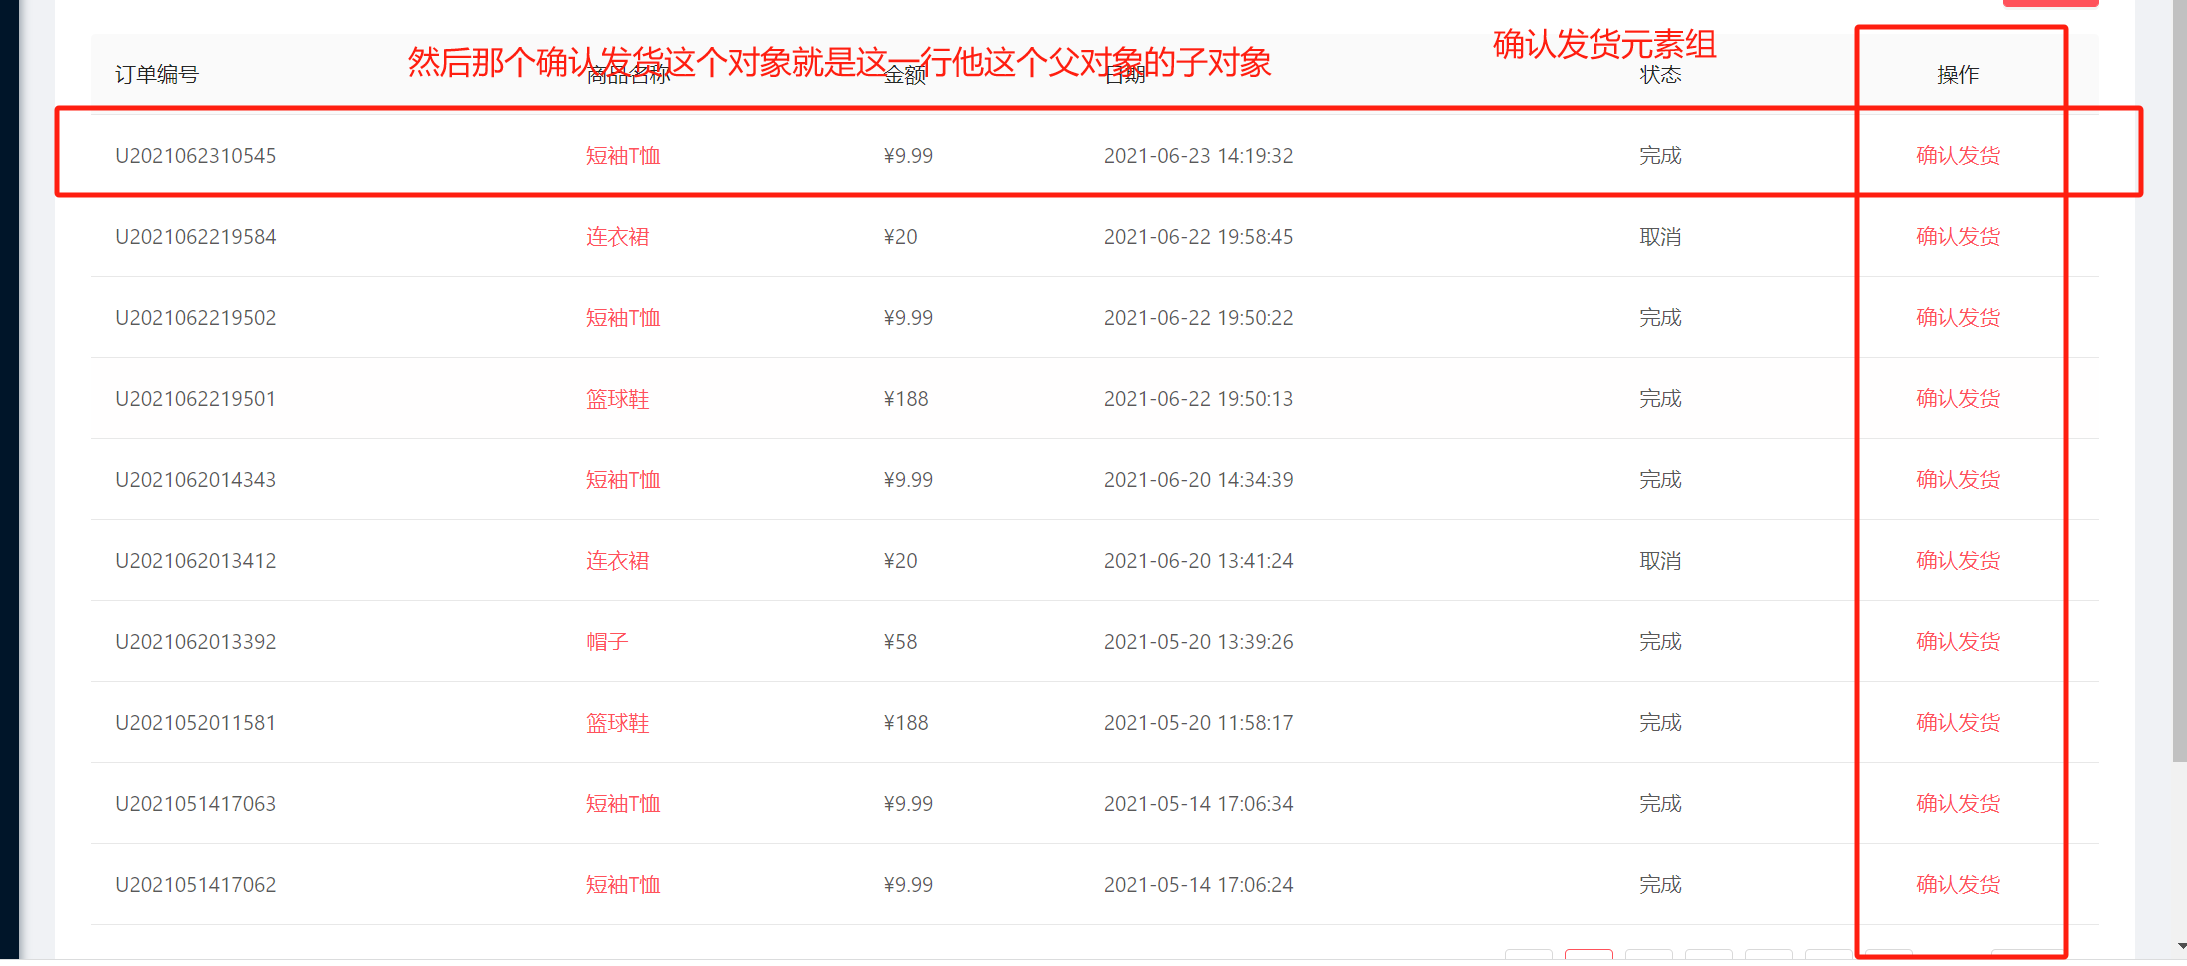 确认发货元素组
然后那个确认发货这个对象就是这一行他这个父对象的子对象
订单编号 商品名称 金额 日期 状态 操作
U2021062310545 短袖T恤 ¥9.99 2021-06-23 14:19:32 完成 确认发货
U2021062219584 连衣裙 ¥20 2021-06-22 19:58:45 取消 确认发货
U2021062219502 短袖T恤 ¥9.99 2021-06-22 19:50:22 完成 确认发货
U2021062219501 篮球鞋 ¥188 2021-06-22 19:50:13 完成 确认发货
U2021062014343 短袖T恤 ¥9.99 2021-06-20 14:34:39 完成 确认发货
U2021062013412 连衣裙 ¥20 2021-06-20 13:41:24 取消 确认发货
U2021062013392 帽子 ¥58 2021-05-20 13:39:26 完成 确认发货
U2021052011581 篮球鞋 ¥188 2021-05-20 11:58:17 完成 确认发货
U2021051417063 短袖T恤 ¥9.99 2021-05-14 17:06:34 完成 确认发货
U2021051417062 短袖T恤 ¥9.99 2021-05-14 17:06:24 完成 确认发货